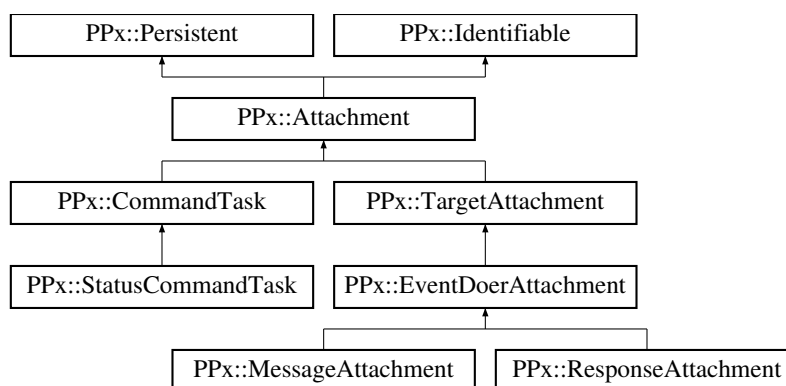 PPx::Persistent
PPx::Identifiable
PPx::Attachment
PPx::CommandTask
PPx::TargetAttachment
PPx::StatusCommandTask
PPx::EventDoerAttachment
PPx::MessageAttachment
PPx::ResponseAttachment